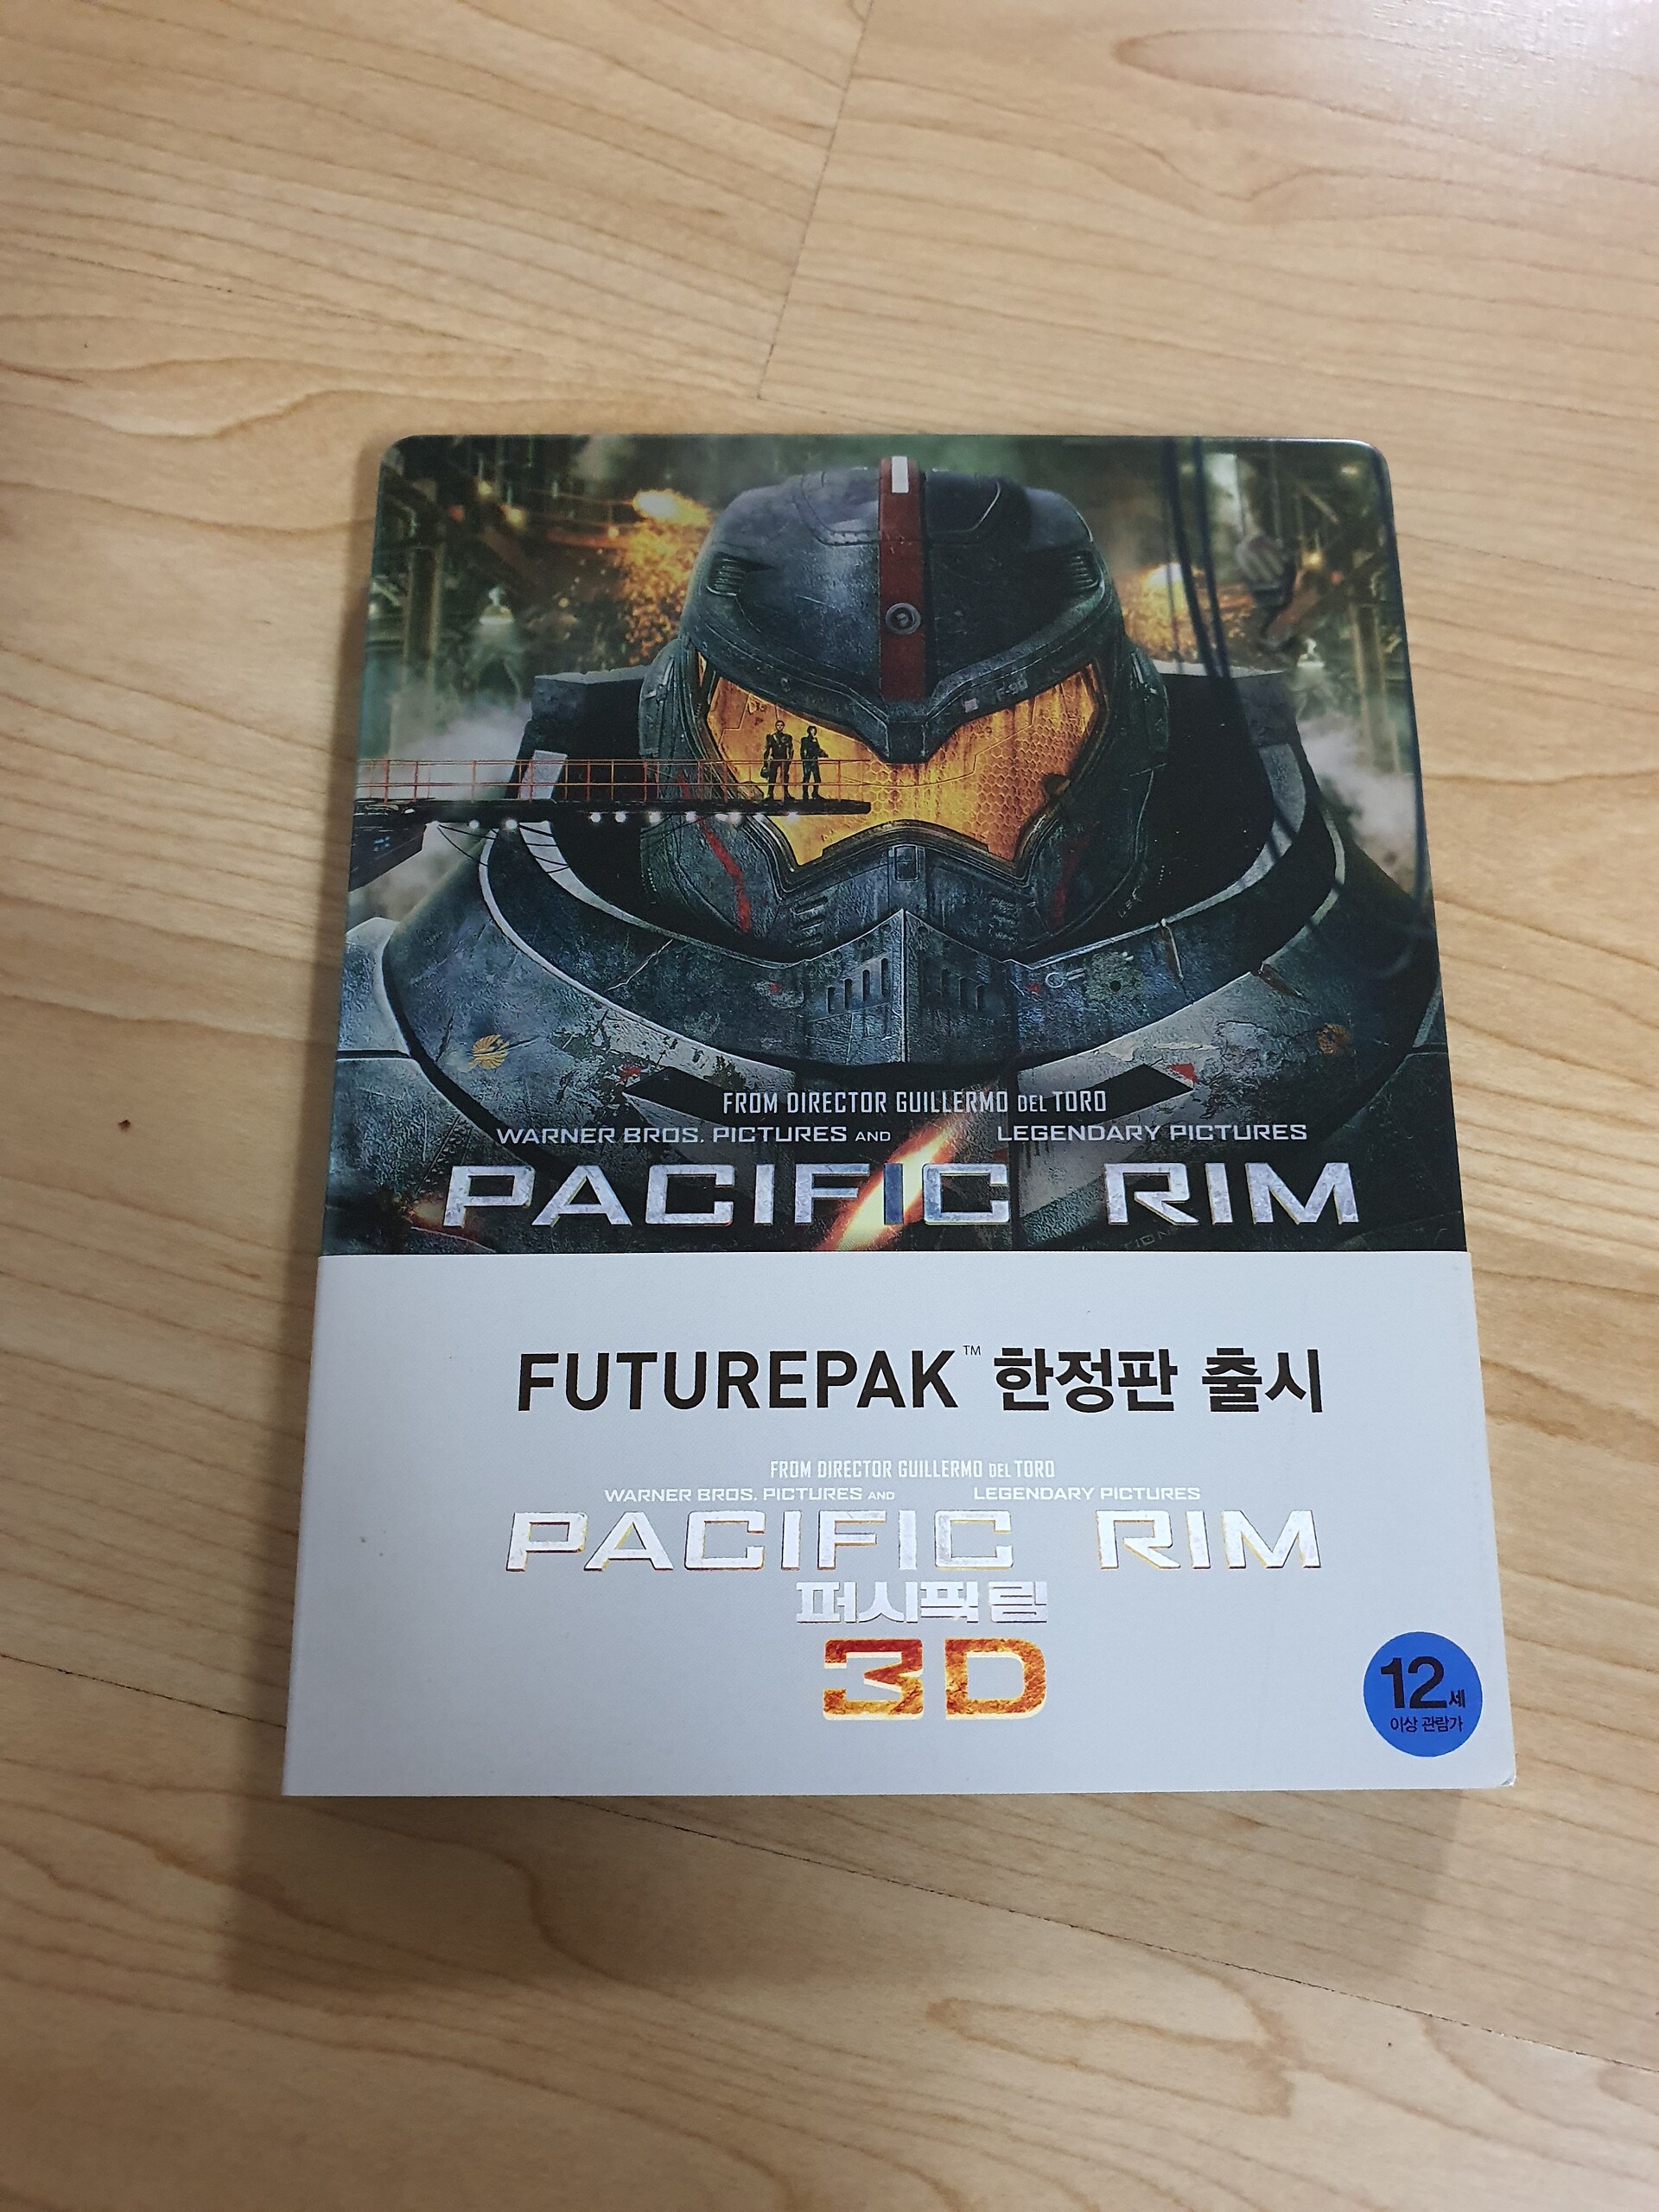 F-90
FROM DIRECTOR GUILLERMO DEL TORO
WARNER BROS. PICTURES AND LEGENDARY PICTURES
PACIFIC RIM
FUTUREPAK™ 한정판 출시
FROM DIRECTOR GUILLERMO DEL TORO
WARNER BROS. PICTURES AND LEGENDARY PICTURES
PACIFIC RIM
퍼시픽 림
3D
12세
이상 관람가